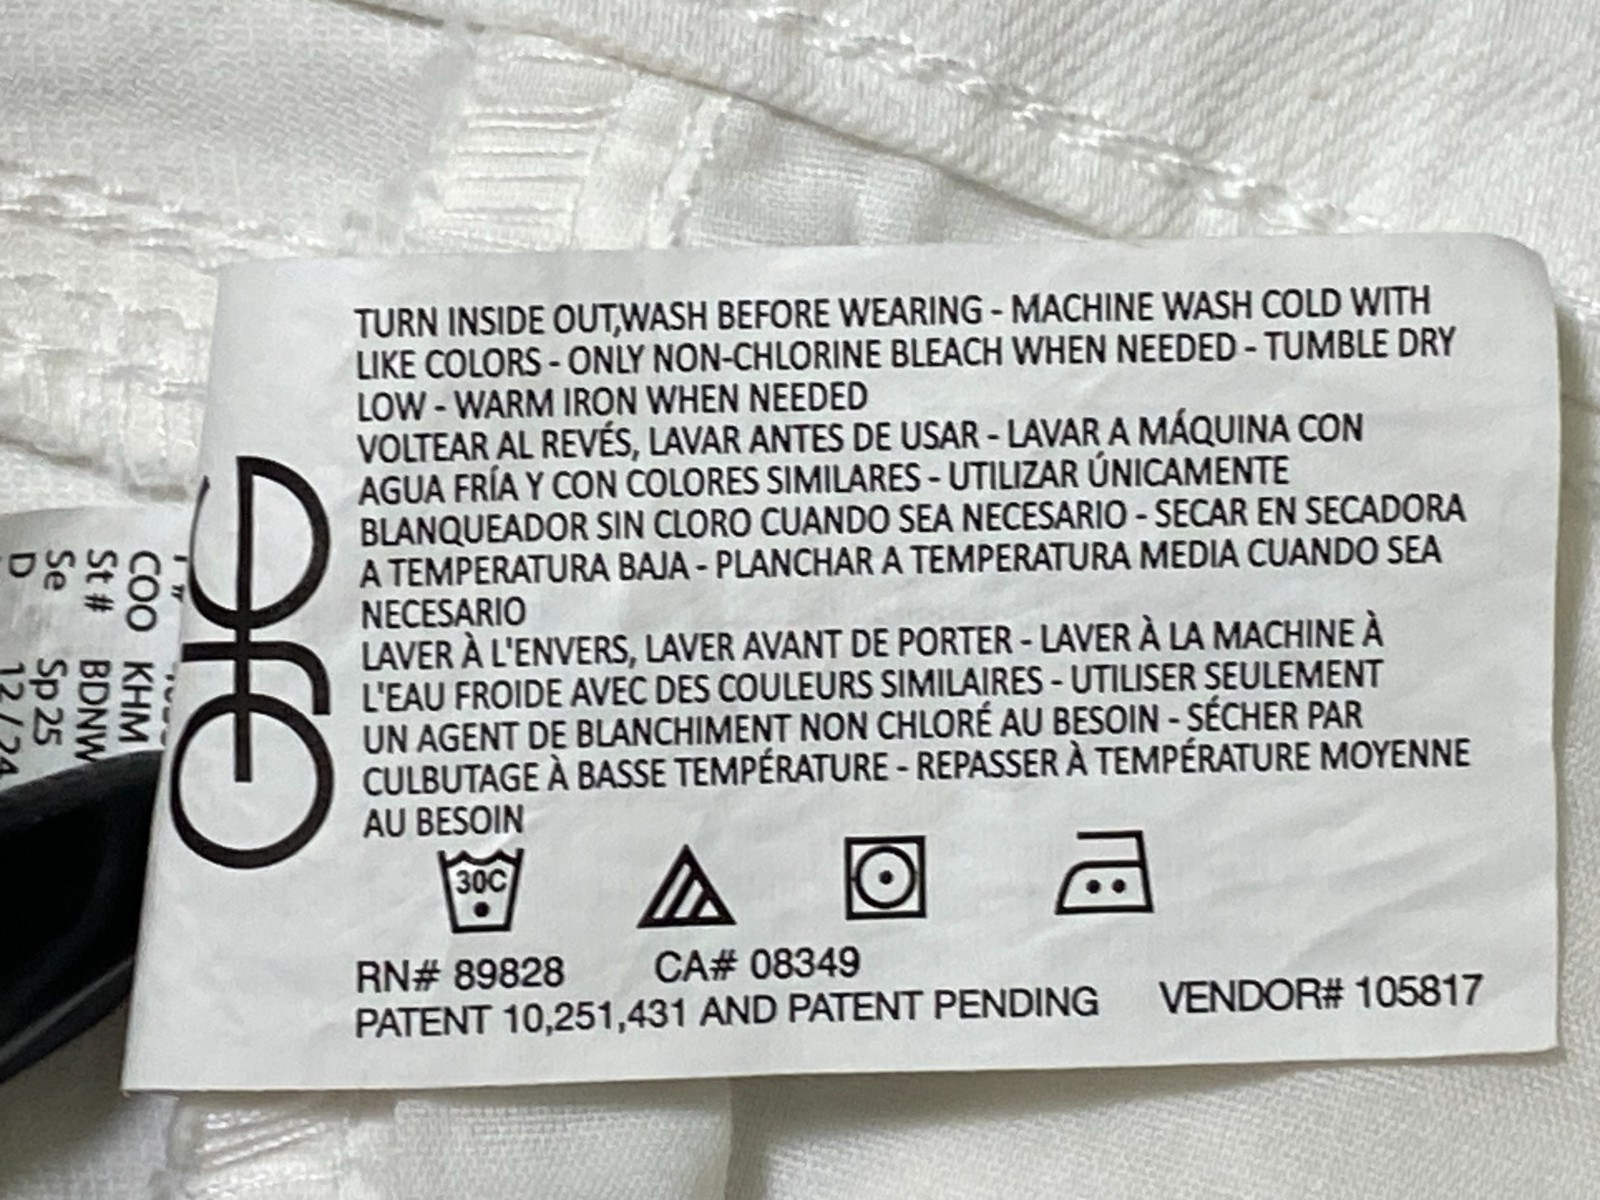 TURN INSIDE OUT,WASH BEFORE WEARING - MACHINE WASH COLD WITH
LIKE COLORS - ONLY NON-CHLORINE BLEACH WHEN NEEDED - TUMBLE DRY
LOW - WARM IRON WHEN NEEDED
VOLTEAR AL REVÉS, LAVAR ANTES DE USAR - LAVAR A MÁQUINA CON
AGUA FRÍA Y CON COLORES SIMILARES - UTILIZAR ÚNICAMENTE
BLANQUEADOR SIN CLORO CUANDO SEA NECESARIO - SECAR EN SECADORA
A TEMPERATURA BAJA - PLANCHAR A TEMPERATURA MEDIA CUANDO SEA
NECESARIO
LAVER À L'ENVERS, LAVER AVANT DE PORTER - LAVER À LA MACHINE À
L'EAU FROIDE AVEC DES COULEURS SIMILAIRES - UTILISER SEULEMENT
UN AGENT DE BLANCHIMENT NON CHLORÉ AU BESOIN - SÉCHER PAR
CULBUTAGE À BASSE TEMPÉRATURE - REPASSER À TEMPÉRATURE MOYENNE
AU BESOIN
30C
RN# 89828 CA# 08349
PATENT 10,251,431 AND PATENT PENDING VENDOR# 105817
COO KHM
St# BDNW
Se Sp25
D 12/24